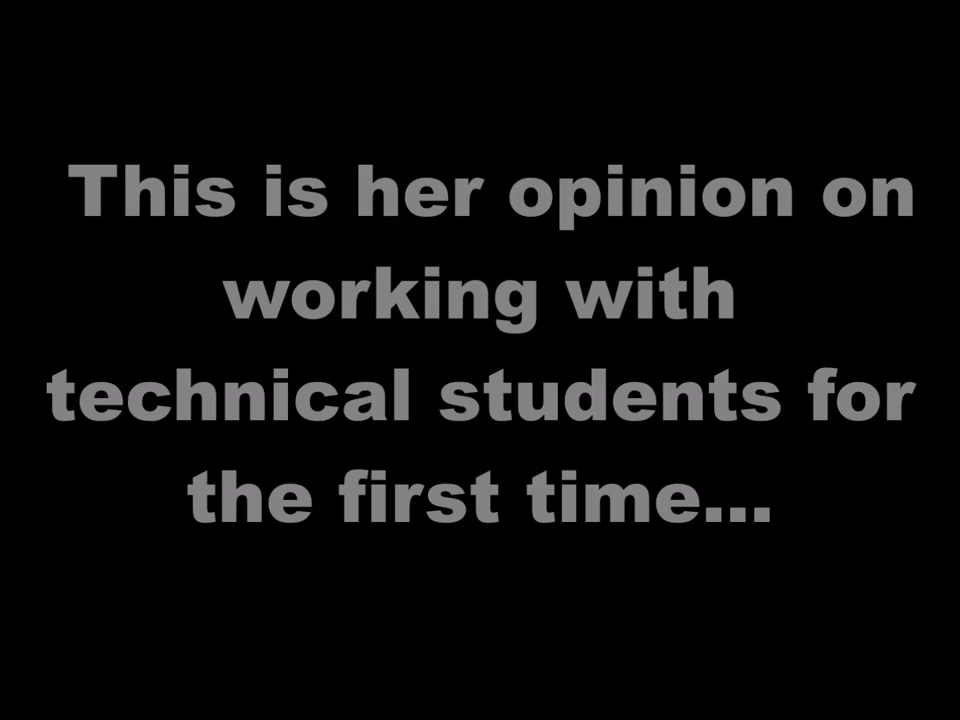 This is her opinion on
working with
technical students for
the first time...